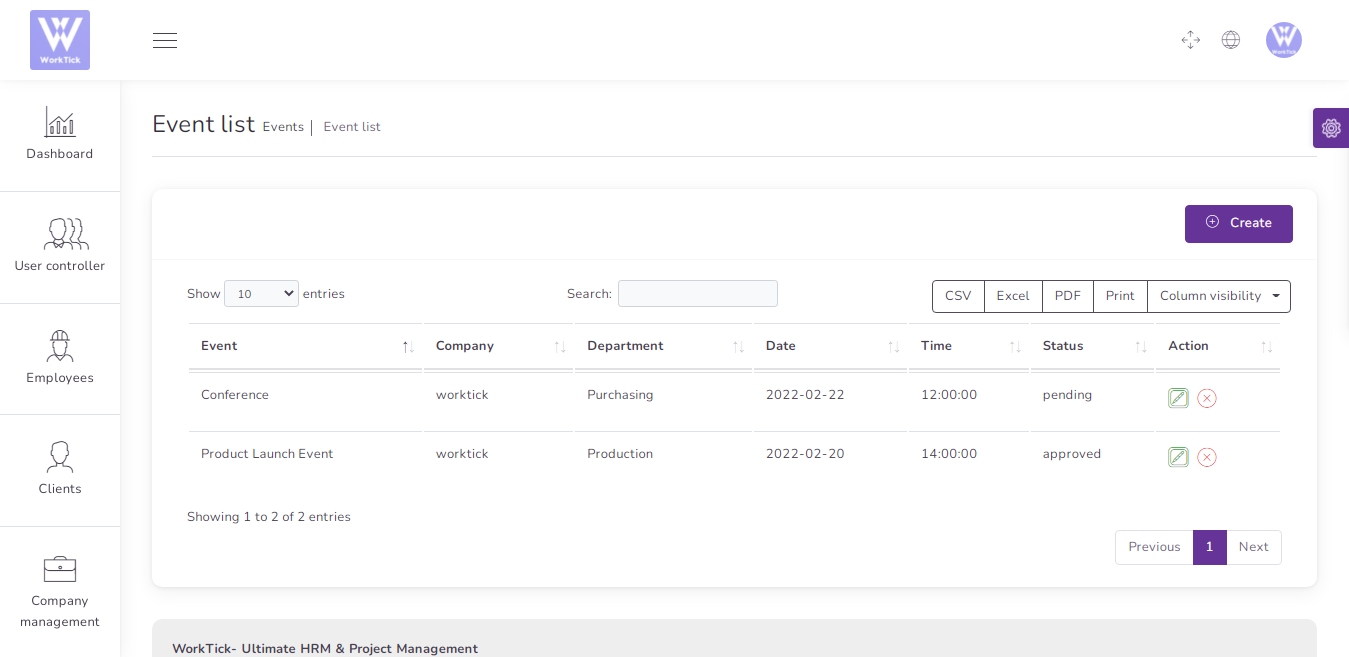 WorkTick
WorkTick
Dashboard
User controller
Employees
Clients
Company
management
Event list Events | Event list
Create
Show 10 entries Search: CSV Excel PDF Print Column visibility
Event Company Department Date Time Status Action
Conference worktick Purchasing 2022-02-22 12:00:00 pending
Product Launch Event worktick Production 2022-02-20 14:00:00 approved
Showing 1 to 2 of 2 entries
Previous 1 Next
WorkTick- Ultimate HRM & Project Management